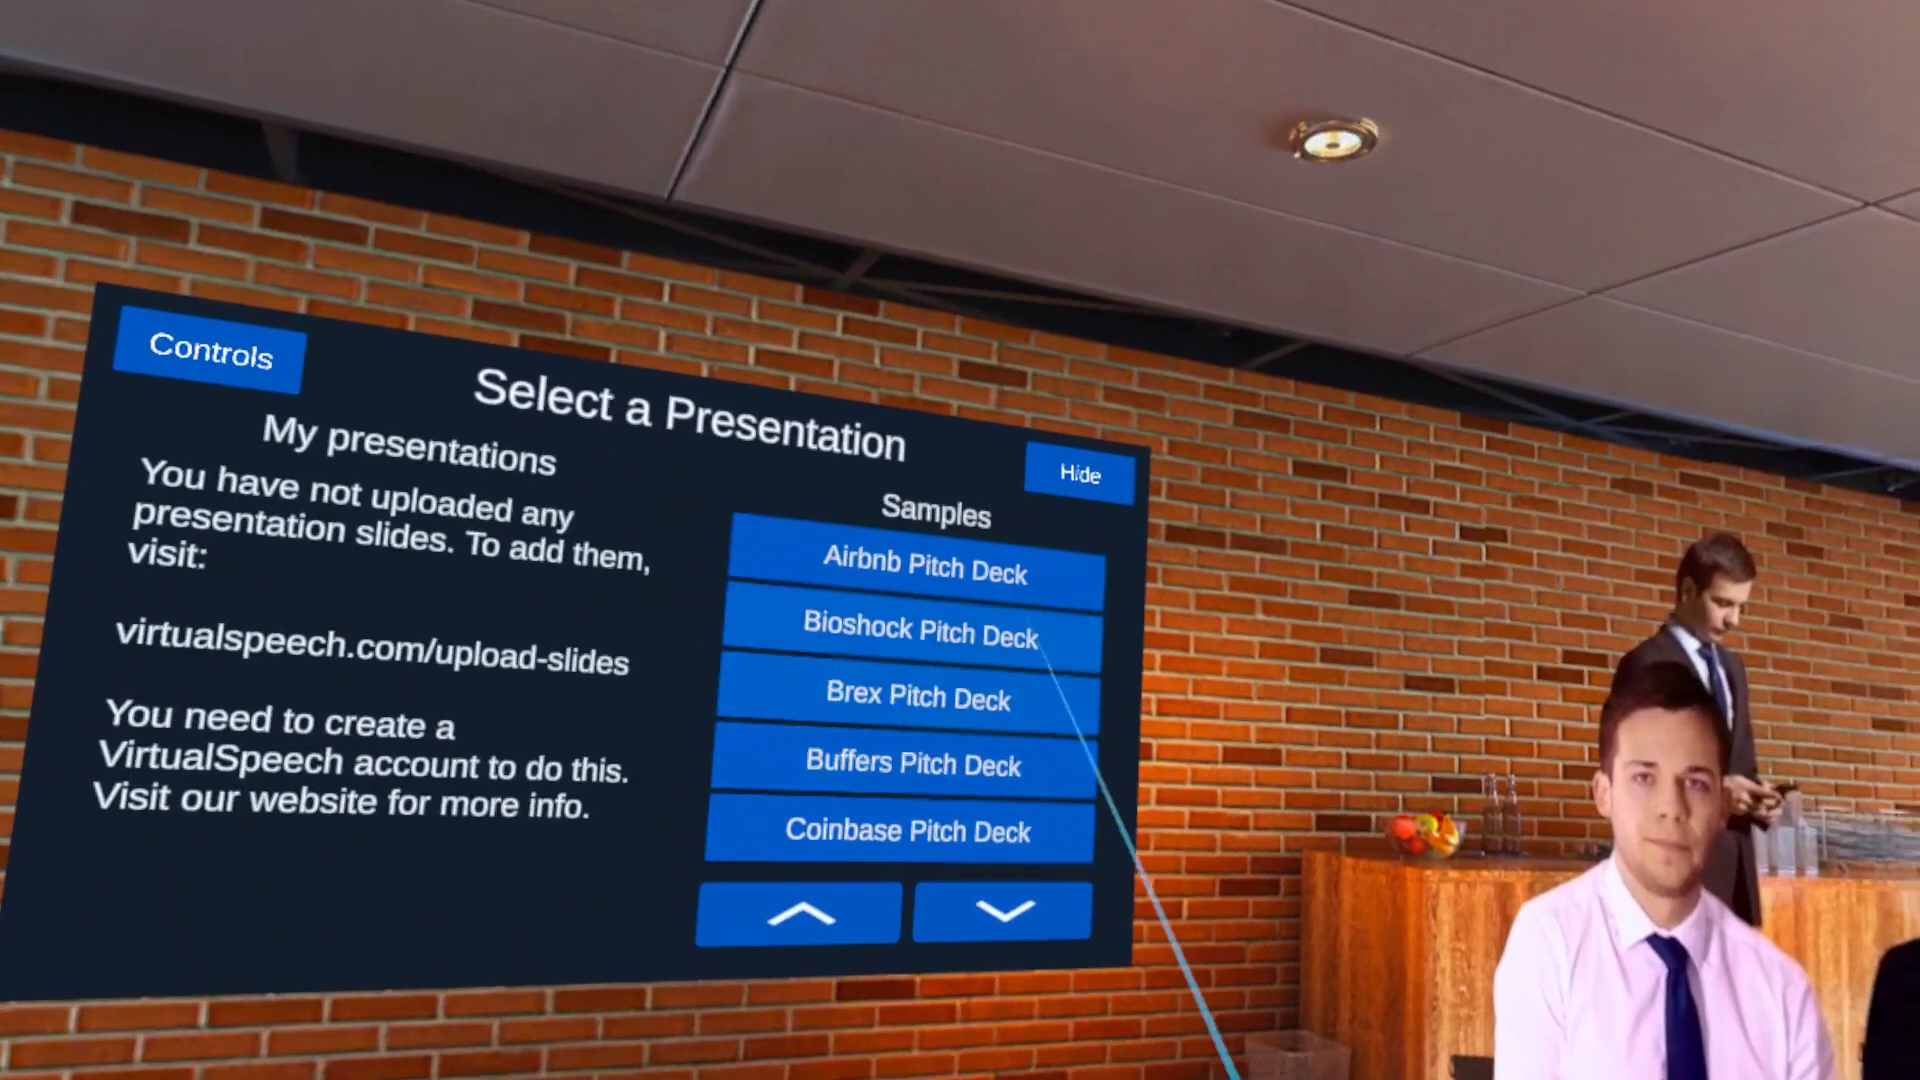 Controls
Select a Presentation
Hide
My presentations
You have not uploaded any
presentation slides. To add them,
visit:
virtualspeech.com/upload-slides
You need to create a
VirtualSpeech account to do this.
Visit our website for more info.
Samples
Airbnb Pitch Deck
Bioshock Pitch Deck
Brex Pitch Deck
Buffers Pitch Deck
Coinbase Pitch Deck